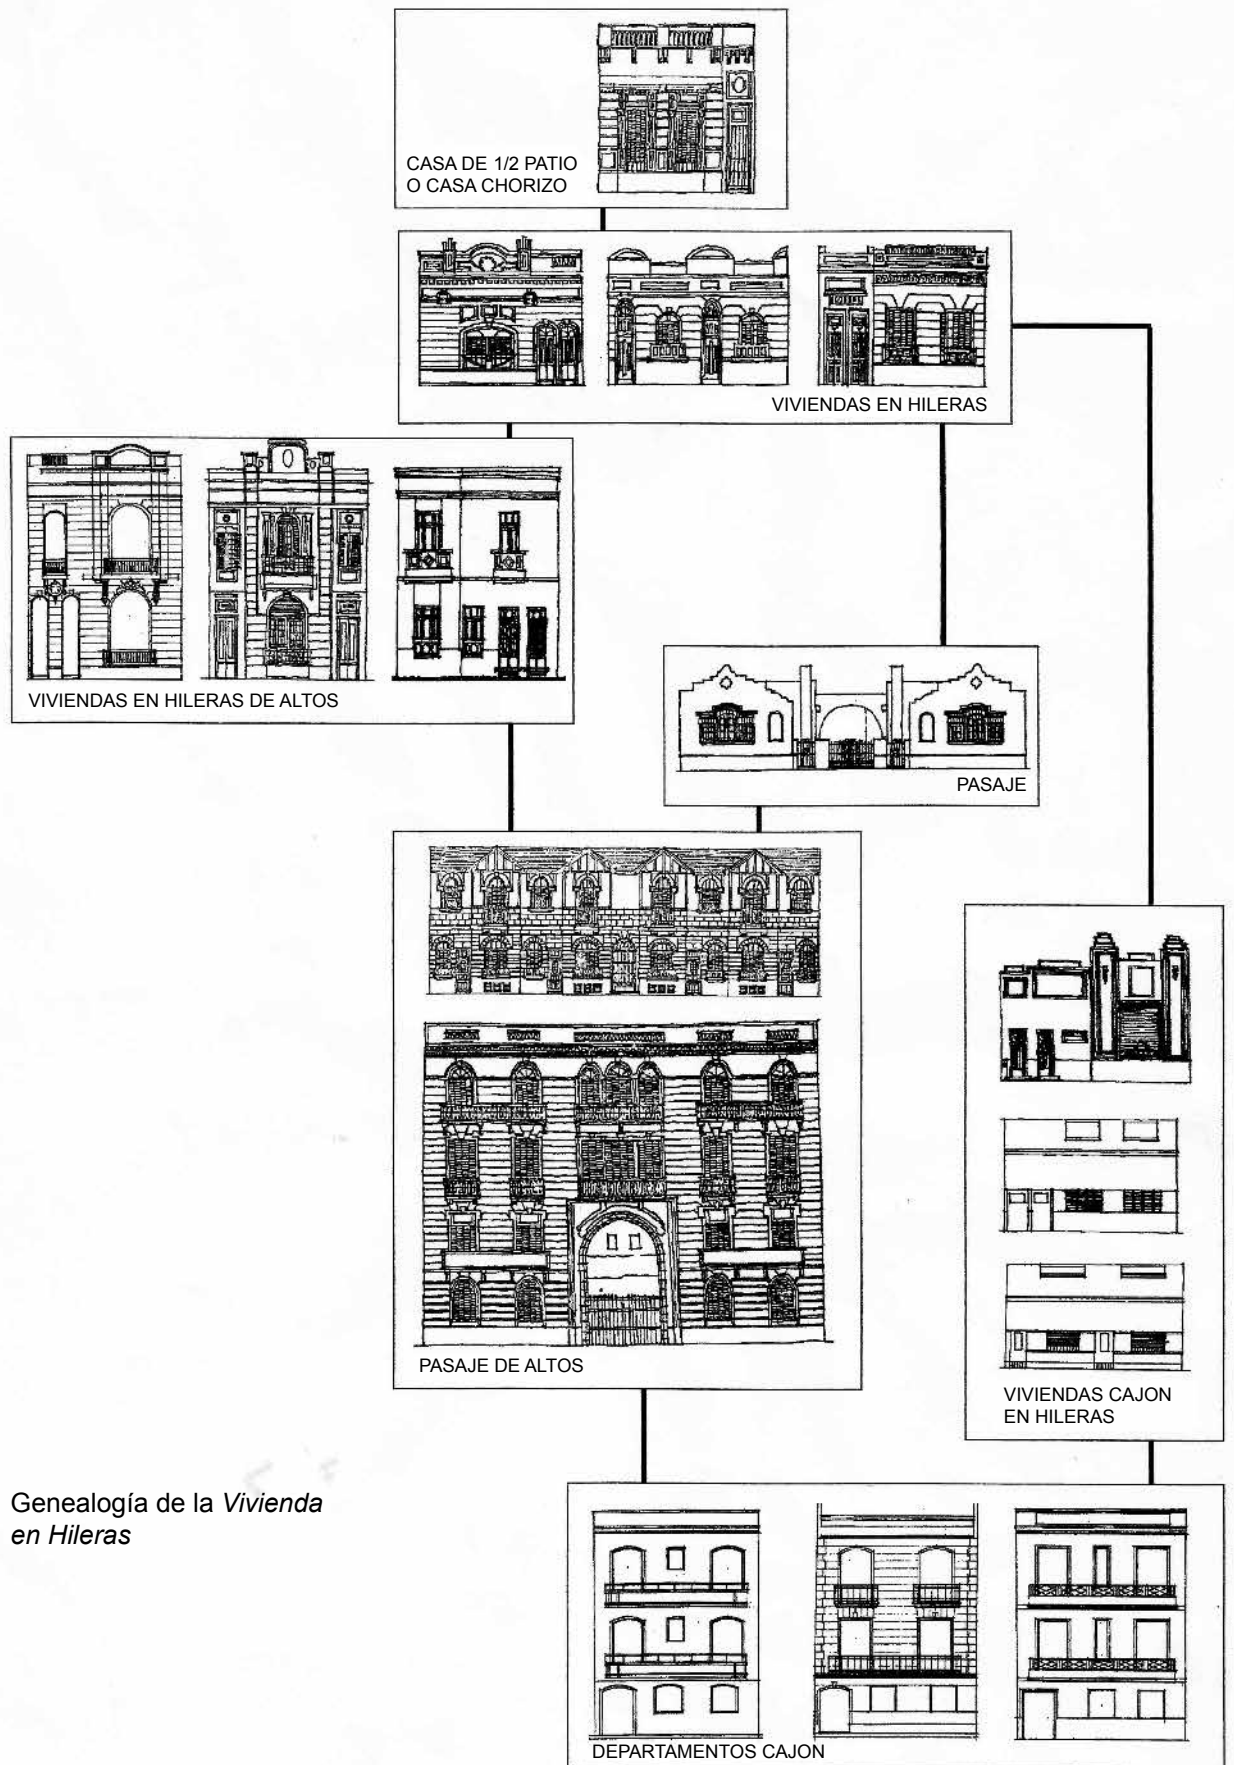 CASA DE 1/2 PATIO
O CASA CHORIZO
VIVIENDAS EN HILERAS
VIVIENDAS EN HILERAS DE ALTOS
PASAJE
PASAJE DE ALTOS
VIVIENDAS CAJON
EN HILERAS
Genealogía de la Vivienda
en Hileras
DEPARTAMENTOS CAJON